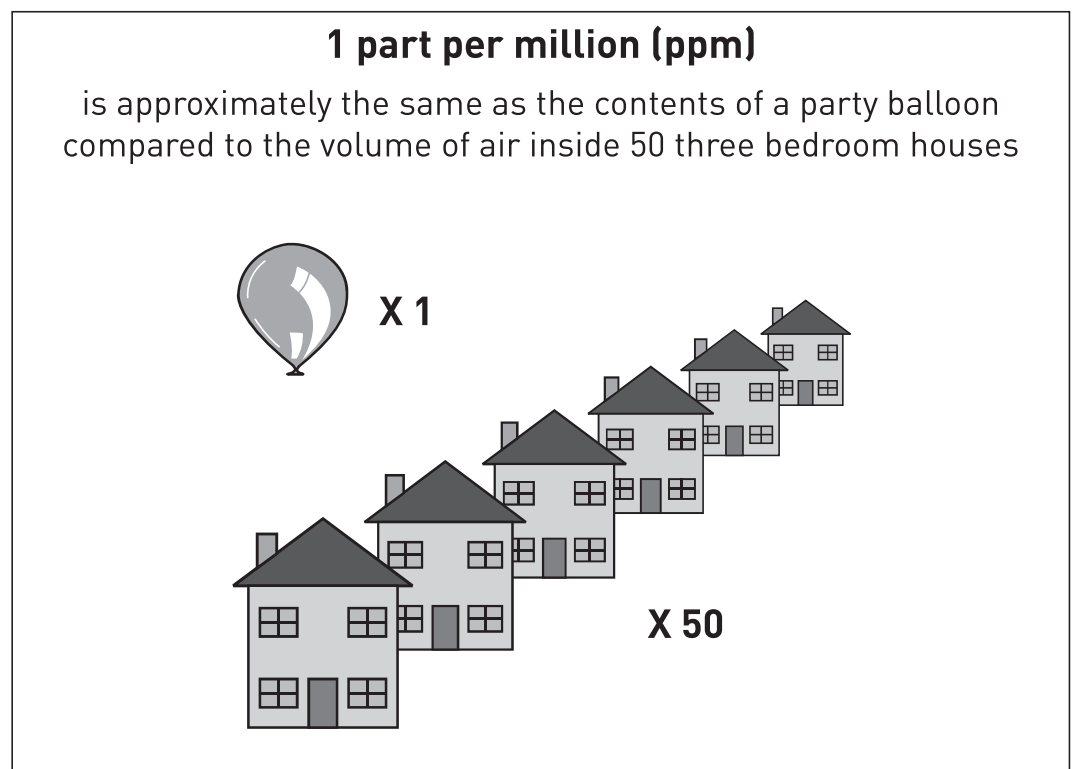 1 part per million (ppm)
is approximately the same as the contents of a party balloon
compared to the volume of air inside 50 three bedroom houses
X 1
X 50